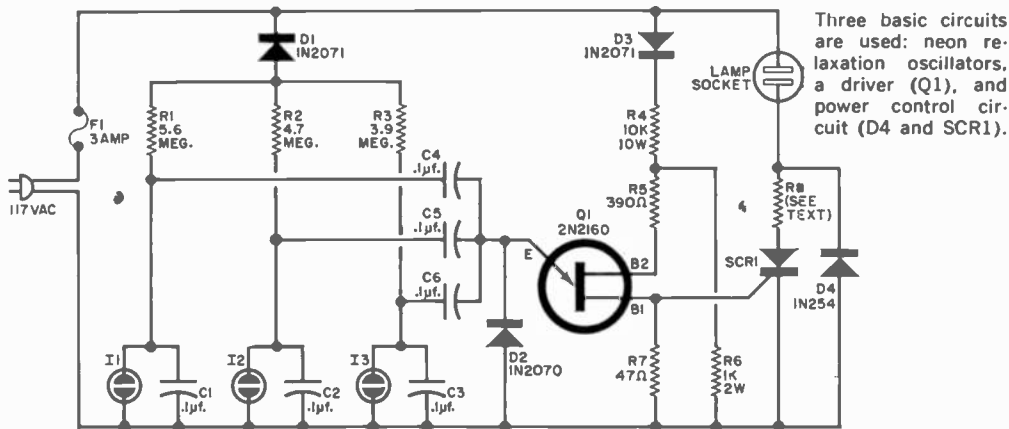 Three basic circuits
are used: neon re-
laxation oscillators,
a driver (Q1), and
power control cir-
cuit (D4 and SCR1).
D1
1N2071
D3
1N2071
LAMP
SOCKET
F1
3 AMP
R1
5.6
MEG.
R2
4.7
MEG.
R3
3.9
MEG.
R4
10K
10W
C4
.1µf.
R5
390Ω
R8
(SEE
TEXT)
117VAC
C5
.1µf.
Q1
2N2160
E
B2
SCR1
C6
.1µf.
B1
D4
1N254
D2
1N2070
I1
C1
.1µf.
I2
C2
.1µf.
I3
C3
.1µf.
R7
47Ω
R6
1K
2W